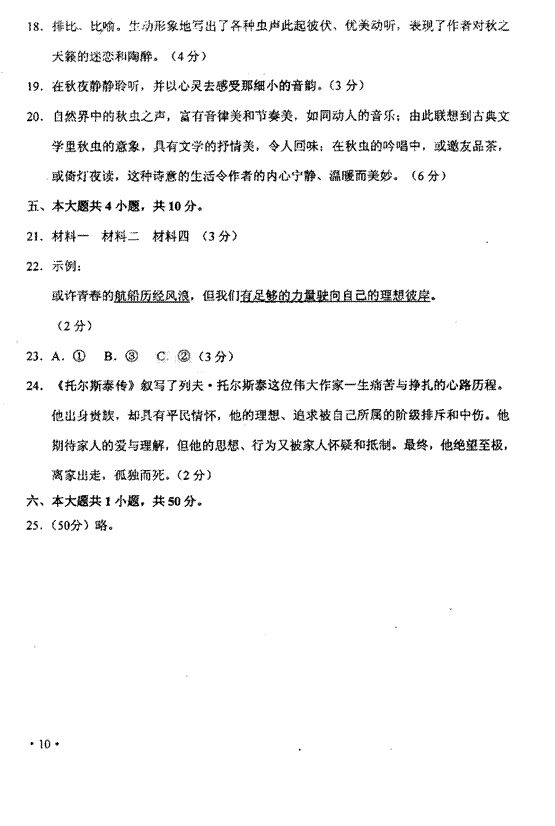 18. 排比、比喻。生动形象地写出了各种虫声此起彼伏、优美动听，表现了作者对秋之
天籁的迷恋和陶醉。（4 分）
19. 在秋夜静静聆听，并以心灵去感受那细小的音韵。（3 分）
20. 自然界中的秋虫之声，富有音律美和节奏美，如同动人的音乐；由此联想到古典文
学里秋虫的意象，具有文学的抒情美，令人回味；在秋虫的吟唱中，或邀友品茶，
或倚灯夜读，这种诗意的生活令作者的内心宁静、温暖而美妙。（6 分）
五、本大题共 4 小题，共 10 分。
21. 材料一 材料二 材料四 （3 分）
22. 示例：
或许青春的航船历经风浪，但我们有足够的力量驶向自己的理想彼岸。
（2 分）
23. A. ① B. ③ C. ②（3 分）
24. 《托尔斯泰传》叙写了列夫·托尔斯泰这位伟大作家一生痛苦与挣扎的心路历程。
他出身贵族，却具有平民情怀，他的理想、追求被自己所属的阶级排斥和中伤。他
期待家人的爱与理解，但他的思想、行为又被家人怀疑和抵制。最终，他绝望至极，
离家出走，孤独而死。（2 分）
六、本大题共 1 小题，共 50 分。
25.（50分）略。
·10·